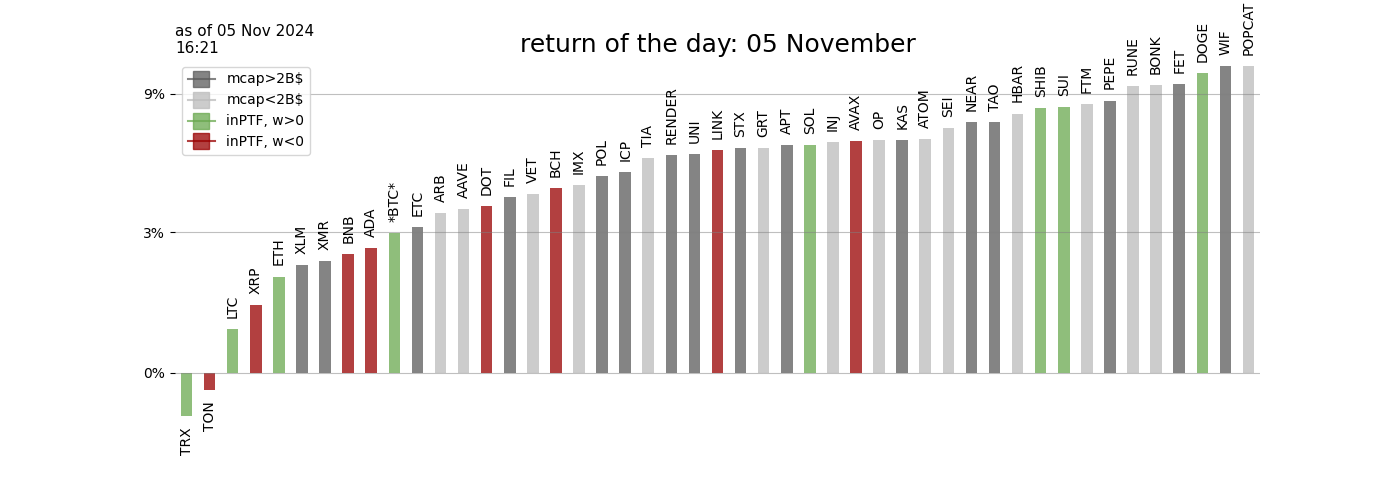 as of 05 Nov 2024
16:21
return of the day: 05 November
mcap>2B$
mcap<2B$
inPTF, w>0
inPTF, w<0
9%
3%
0%
TRX
TON
LTC
XRP
ETH
XLM
XMR
BNB
ADA
*BTC*
ETC
ARB
AAVE
DOT
FIL
VET
BCH
IMX
POL
ICP
TIA
RENDER
UNI
LINK
STX
GRT
APT
SOL
INJ
AVAX
OP
KAS
ATOM
SEI
NEAR
TAO
HBAR
SHIB
SUI
FTM
PEPE
RUNE
BONK
FET
DOGE
WIF
POPCAT